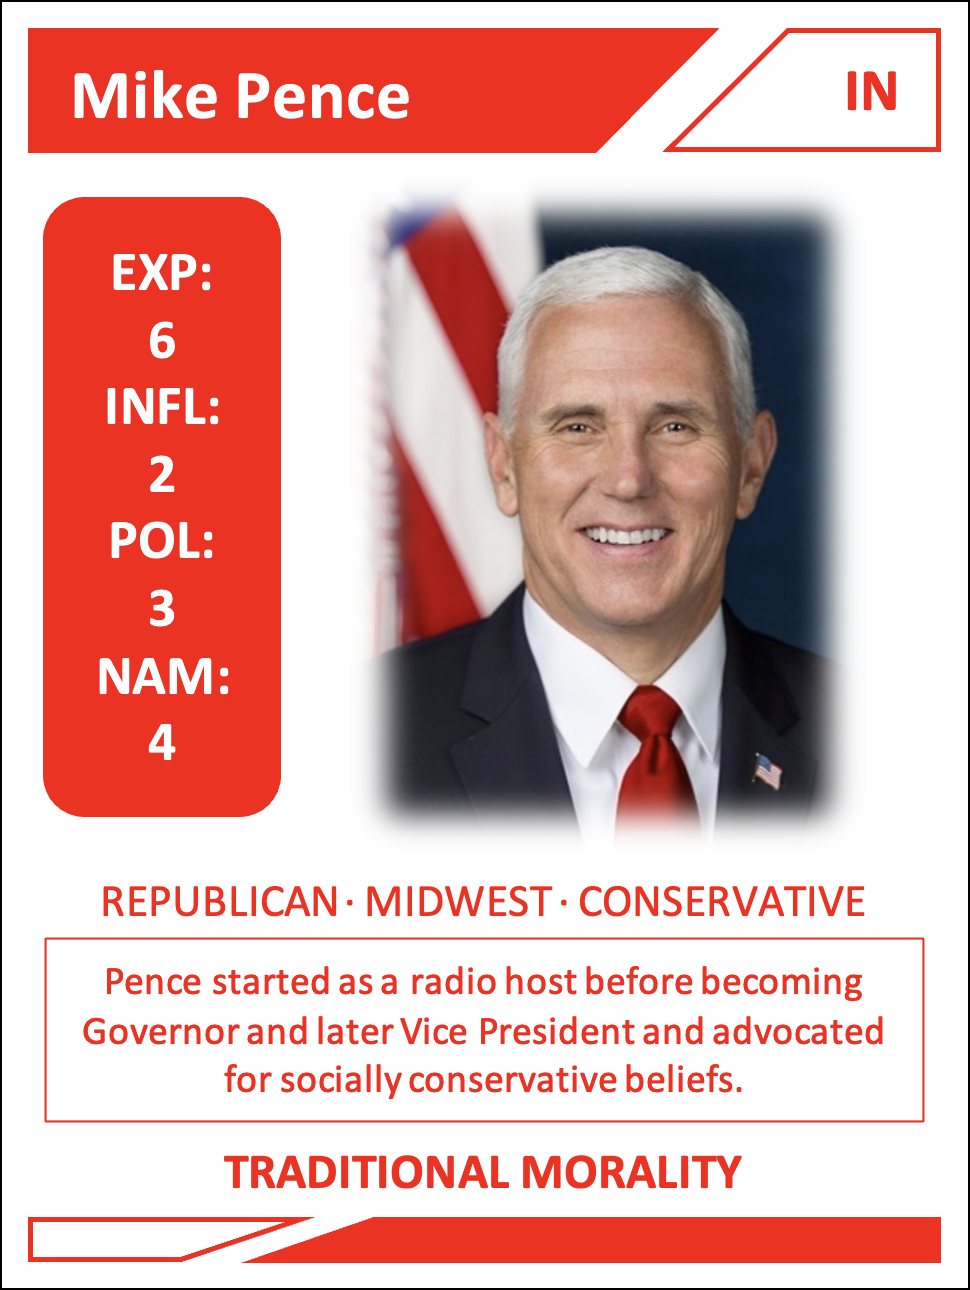 Mike Pence
IN
EXP:
6
INFL:
2
POL:
3
NAM:
4
REPUBLICAN · MIDWEST · CONSERVATIVE
Pence started as a radio host before becoming
Governor and later Vice President and advocated
for socially conservative beliefs.
TRADITIONAL MORALITY